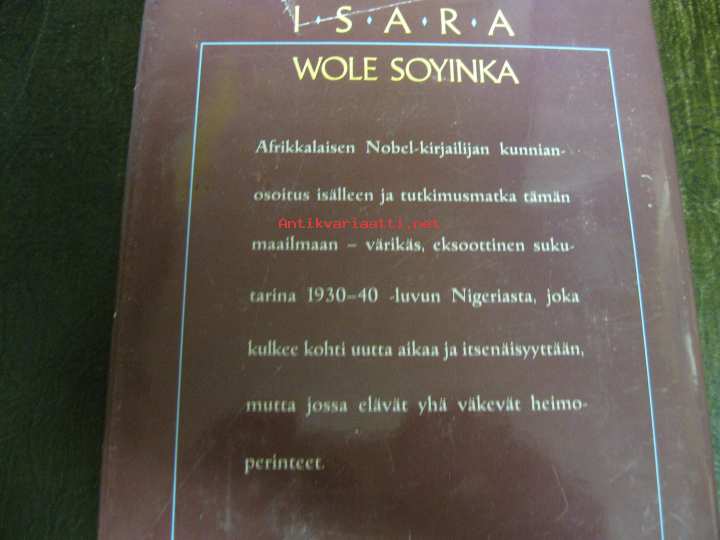 I·S·A·R·A
WOLE SOYINKA
Afrikkalaisen Nobel-kirjailijan kunnian-
osoitus isälleen ja tutkimusmatka tämän
Antikvariaatti.net
maailmaan – värikäs, eksoottinen suku-
tarina 1930–40 -luvun Nigeriasta, joka
kulkee kohti uutta aikaa ja itsenäisyyttään,
mutta jossa elävät yhä väkevät heimo-
perinteet.